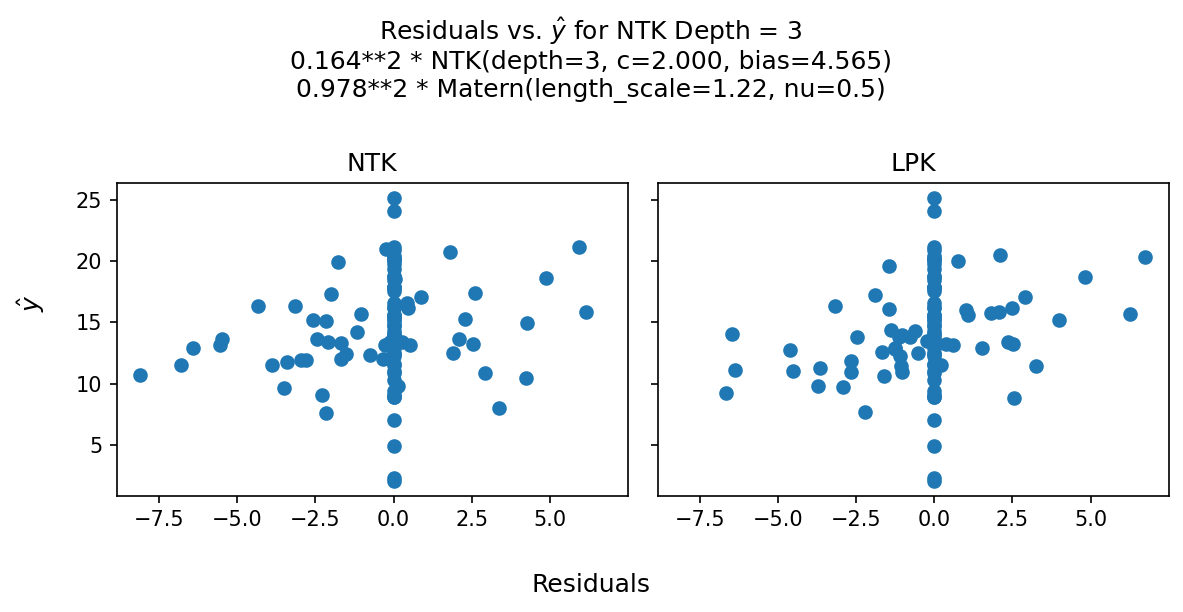 Residuals vs. ŷ for NTK Depth = 3
0.164**2 * NTK(depth=3, c=2.000, bias=4.565)
0.978**2 * Matern(length_scale=1.22, nu=0.5)
NTK
LPK
25
20
15
10
5
ŷ
−7.5 −5.0 −2.5 0.0 2.5 5.0
−7.5 −5.0 −2.5 0.0 2.5 5.0
Residuals